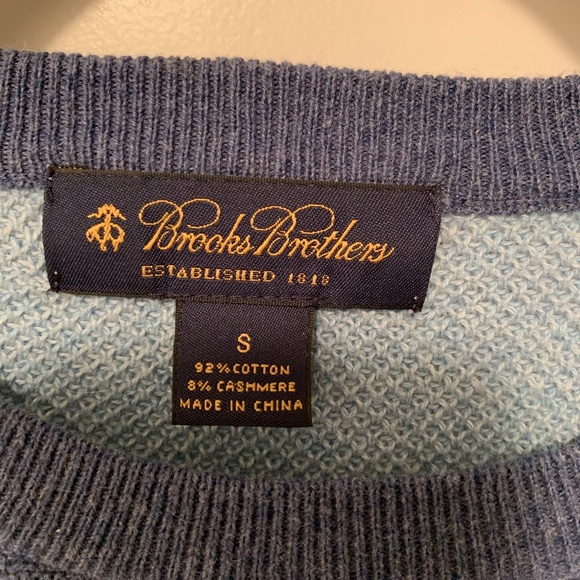 Brooks Brothers
ESTABLISHED 1818
S
92% COTTON
8% CASHMERE
MADE IN CHINA